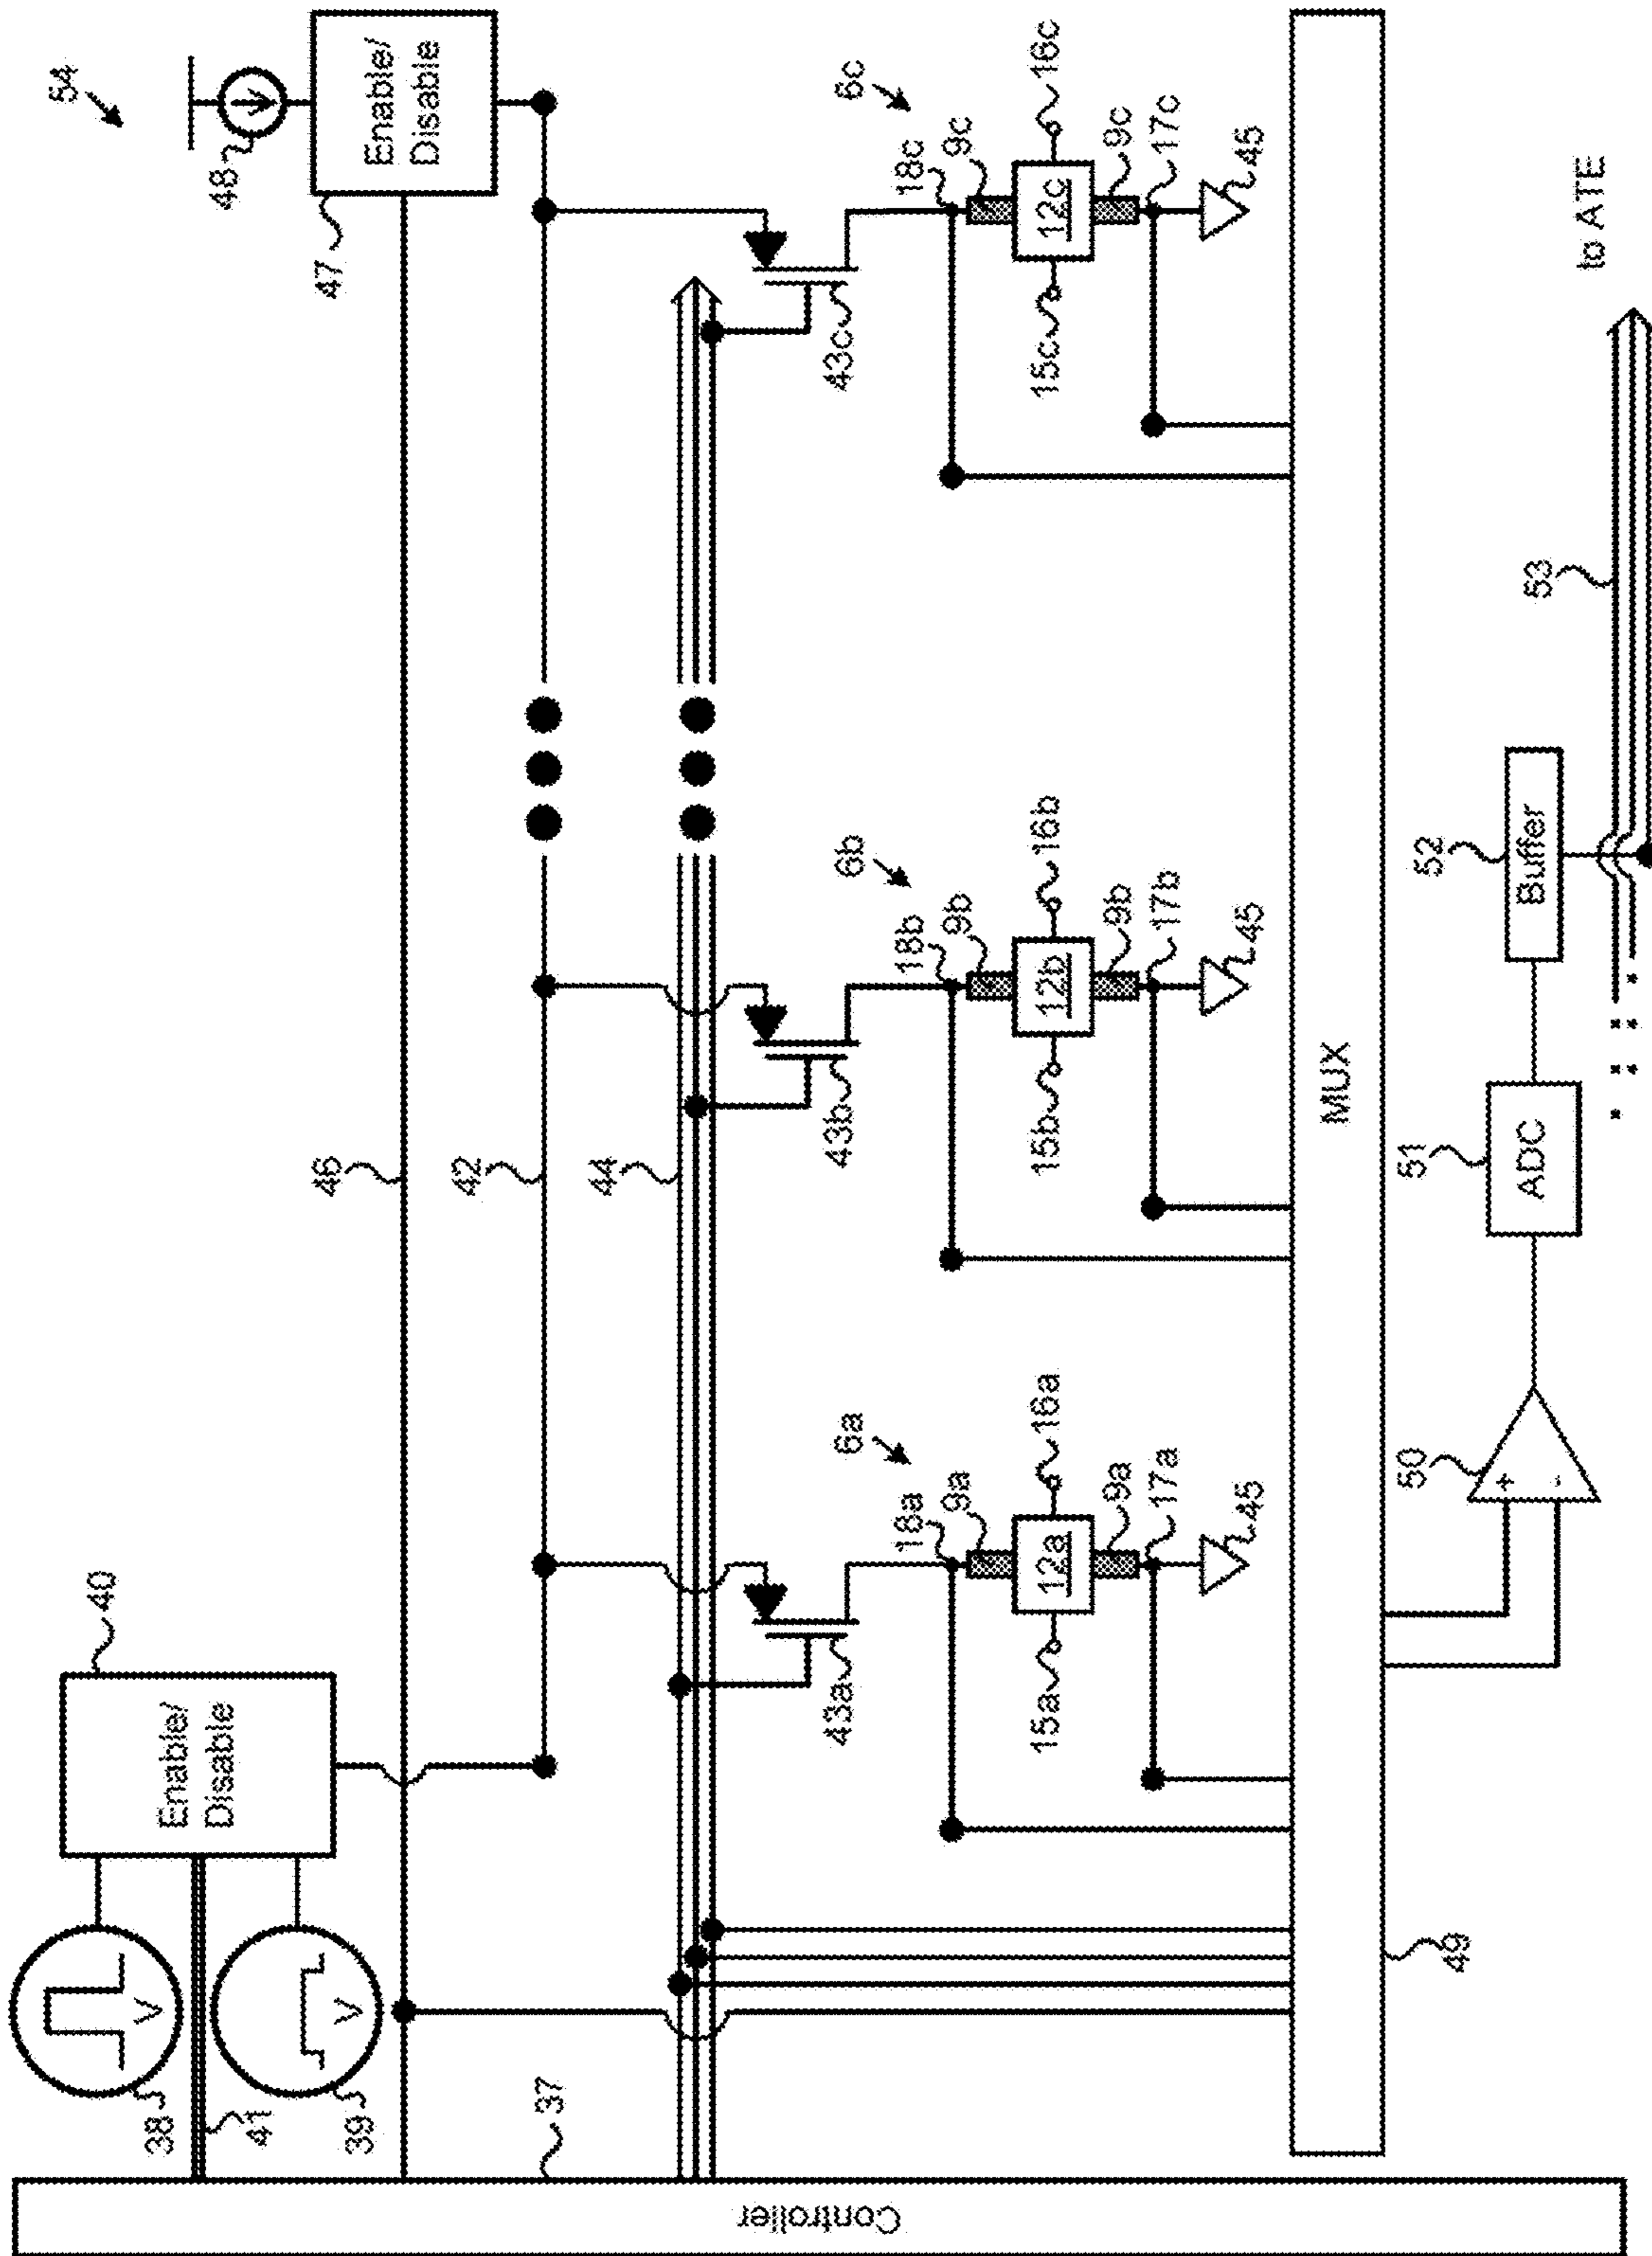 54
40
V
38
Enable/
Disable
48
41
V
39
47
Enable/
Disable
46
42
37
44
Controller
43a
43b
43c
6a
6b
6c
18a
9a
18b
9b
18c
9c
15a
12a
16a
15b
12b
16b
15c
12c
16c
9a
17a
9b
17b
9c
17c
45
45
45
MUX
49
50
+
-
51
ADC
52
Buffer
53
to ATE